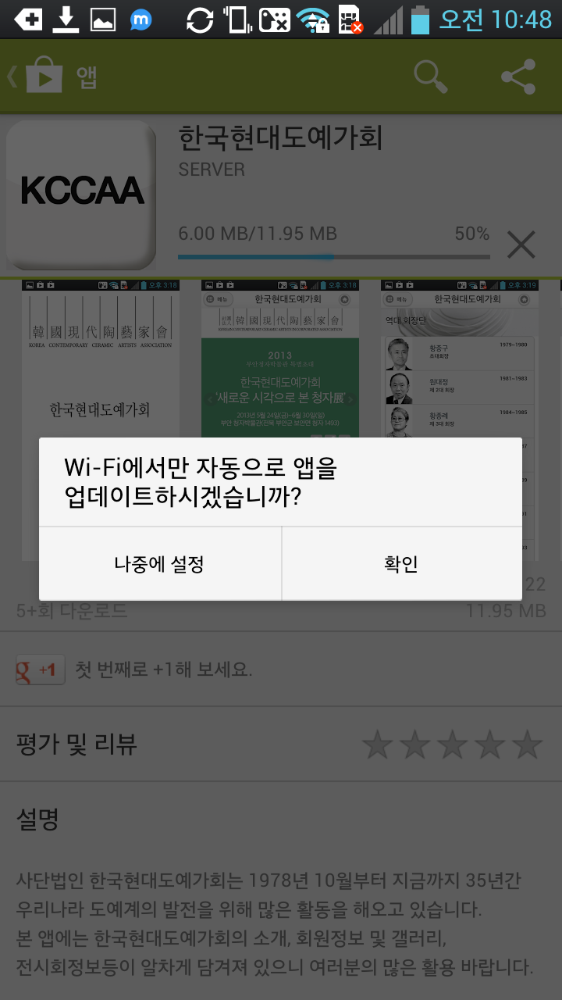 m
오전 10:48
앱
KCCAA
한국현대도예가회
SERVER
6.00 MB/11.95 MB 50%
오후 3:18
韓國現代陶藝家會
KOREA CONTEMPORARY CERAMIC ARTISTS ASSOCIATION
한국현대도예가회
오후 3:18
메뉴 한국현대도예가회
韓國現代陶藝家會
2013
부안청자박물관 특별초대
한국현대도예가회
'새로운 시각으로 본 청자展'
2013년 5월 24일(금)~6월 30일(일)
부안 청자박물관(전북 부안군 보안면 청자 1493)
오후 3:19
메뉴 한국현대도예가회
역대 회장단
황종구 1979~1980
초대회장
원대정 1981~1983
제 2대 회장
황종례 1984~1985
제 3대 회장
Wi-Fi에서만 자동으로 앱을
업데이트하시겠습니까?
나중에 설정 확인
22
5+회 다운로드 11.95 MB
g +1 첫 번째로 +1해 보세요.
평가 및 리뷰
설명
사단법인 한국현대도예가회는 1978년 10월부터 지금까지 35년간
우리나라 도예계의 발전을 위해 많은 활동을 해오고 있습니다.
본 앱에는 한국현대도예가회의 소개, 회원정보 및 갤러리,
전시회정보등이 알차게 담겨져 있으니 여러분의 많은 활용 바랍니다.